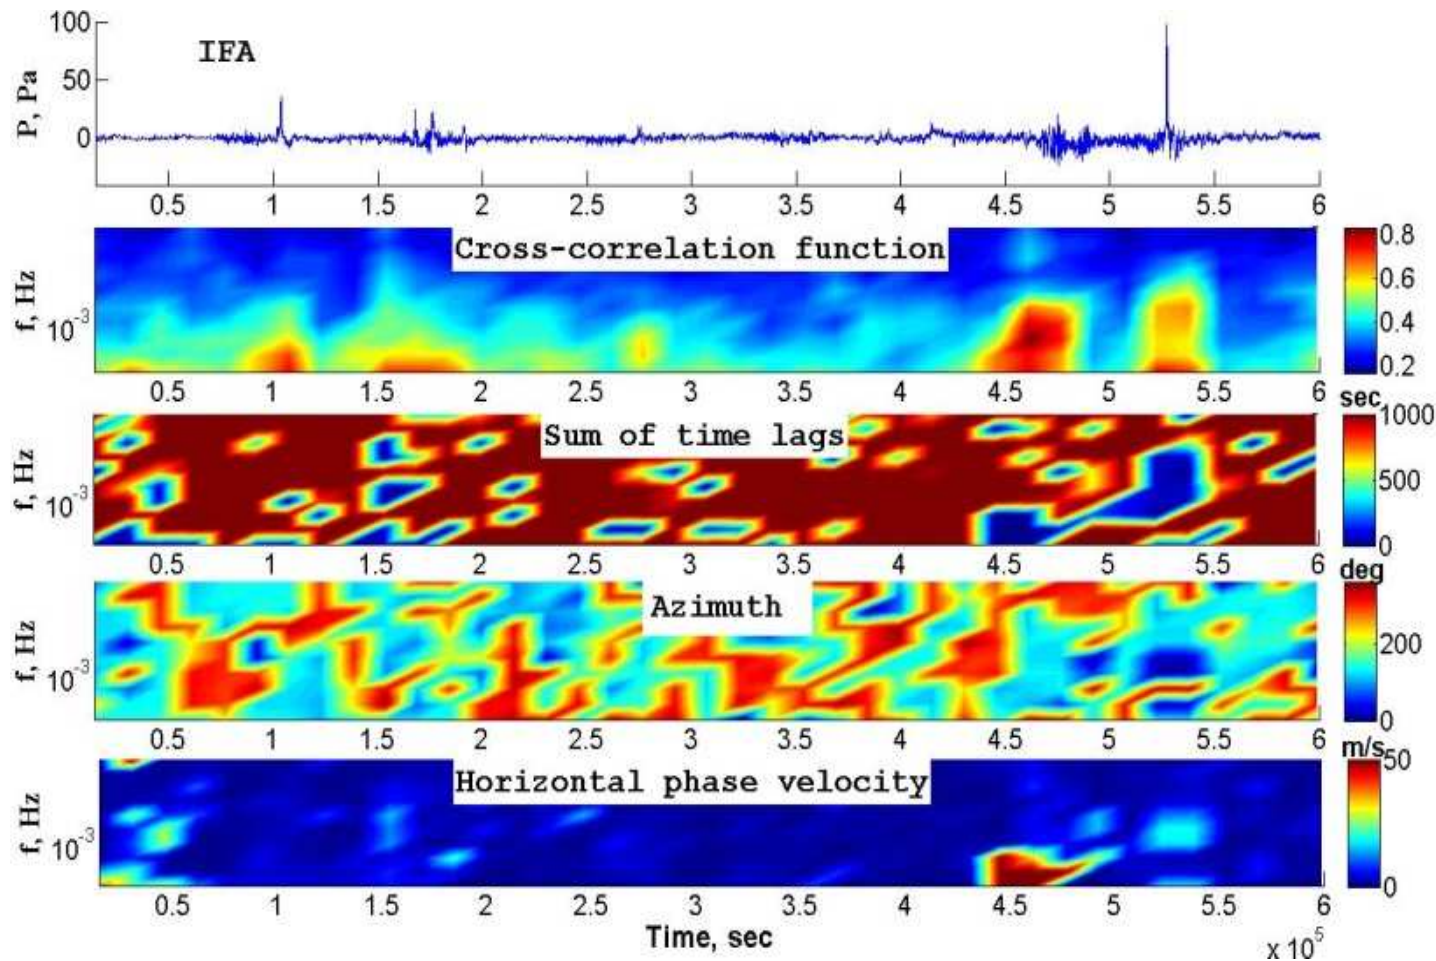 IFA
P, Pa
100
50
0
0.5 1 1.5 2 2.5 3 3.5 4 4.5 5 5.5 6
Cross-correlation function
f, Hz
10-3
0.8
0.6
0.4
0.2
0.5 1 1.5 2 2.5 3 3.5 4 4.5 5 5.5 6
sec
Sum of time lags
f, Hz
10-3
1000
500
0
0.5 1 1.5 2 2.5 3 3.5 4 4.5 5 5.5 6
deg
Azimuth
f, Hz
10-3
200
0
0.5 1 1.5 2 2.5 3 3.5 4 4.5 5 5.5 6
m/s
Horizontal phase velocity
f, Hz
10-3
50
0
0.5 1 1.5 2 2.5 3 3.5 4 4.5 5 5.5 6
Time, sec
x 10^5